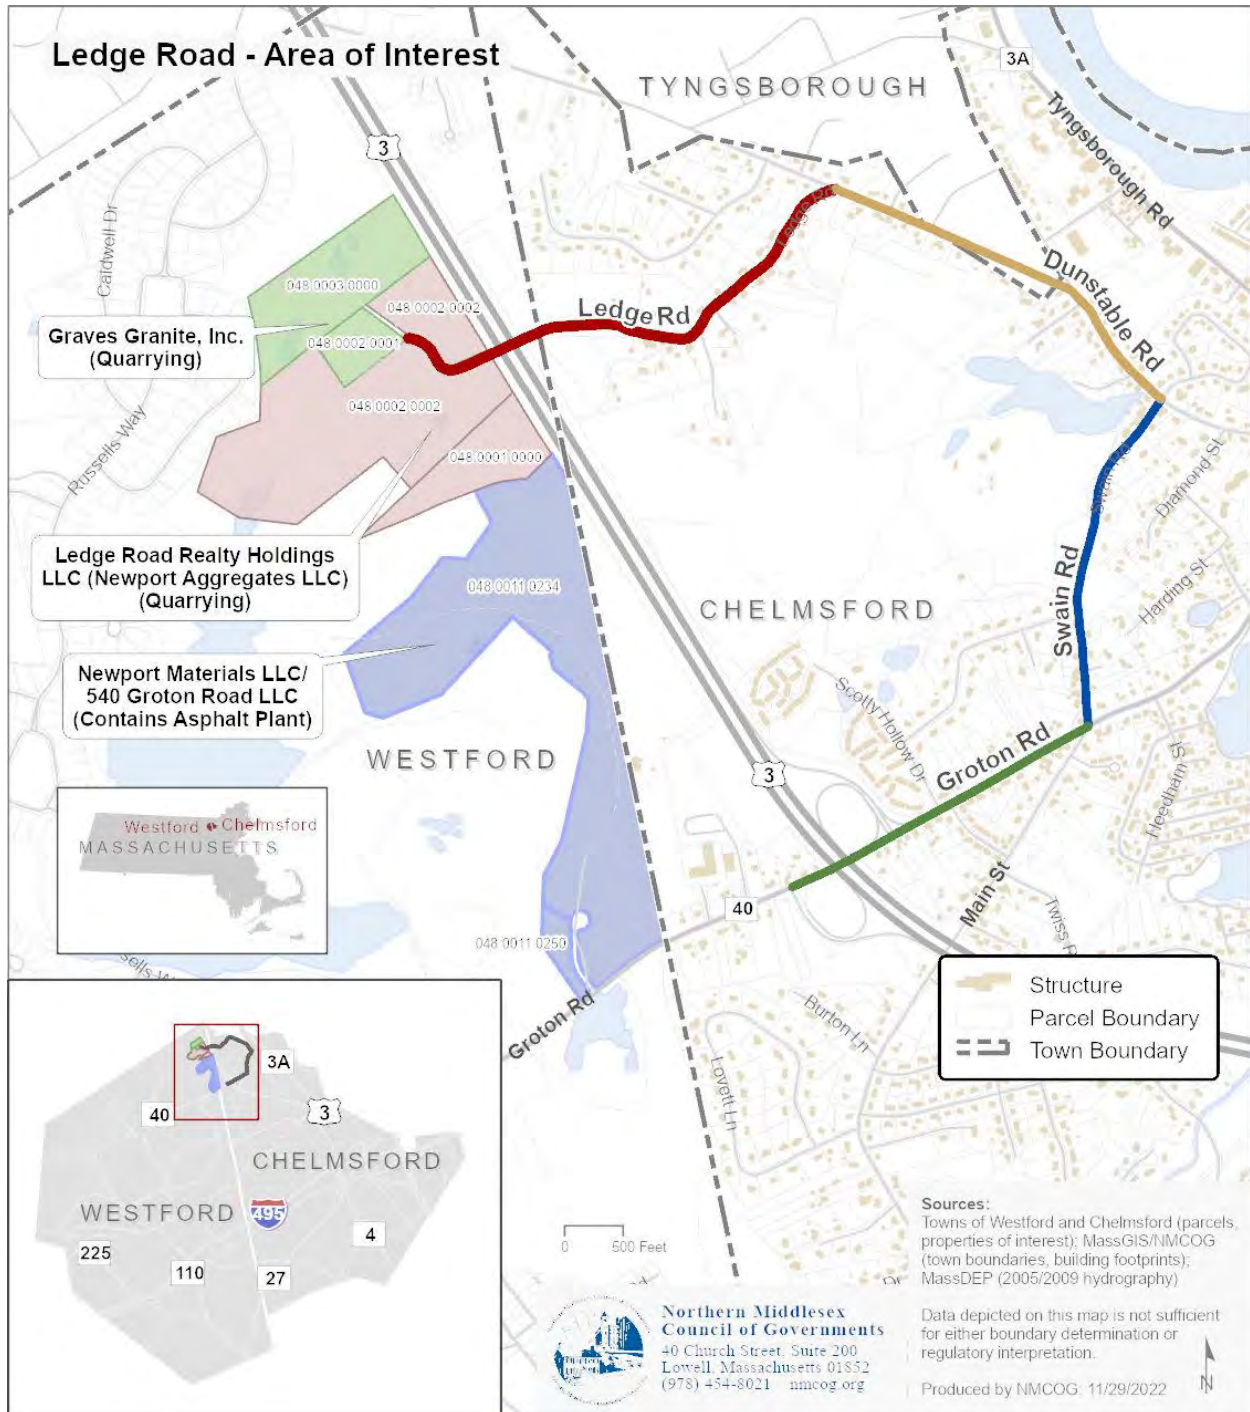 Ledge Road - Area of Interest
TYNGSBOROUGH
3A
Tyngsborough Rd
3
Caldwell Dr
Ledge Rd
048 0003 0000
048 0002 0002
Ledge Rd
Dunstable Rd
Graves Granite, Inc.
(Quarrying)
048 0002 0001
048 0002 0002
Russells Way
048 0001 0000
Swain Rd
Diamond St
Ledge Road Realty Holdings
LLC (Newport Aggregates LLC)
(Quarrying)
048 0011 0234
Harding St
CHELMSFORD
Swain Rd
Newport Materials LLC/
540 Groton Road LLC
(Contains Asphalt Plant)
Scotty Hollow Dr
WESTFORD
Groton Rd
3
Needham St
Westford
Chelmsford
MASSACHUSETTS
Main St
40
Twiss R
048 0011 0250
sells W
Groton Rd
Burton Ln
Structure
Parcel Boundary
Town Boundary
Lovett Ln
3A
40
3
CHELMSFORD
WESTFORD
495
4
225
110
27
0 500 Feet
Sources:
Towns of Westford and Chelmsford (parcels,
properties of interest); MassGIS/NMCOG
(town boundaries, building footprints);
MassDEP (2005/2009 hydrography)
Northern Middlesex
Council of Governments
40 Church Street, Suite 200
Lowell, Massachusetts 01852
(978) 454-8021 nmcog.org
Data depicted on this map is not sufficient
for either boundary determination or
regulatory interpretation.
Produced by NMCOG: 11/29/2022
N